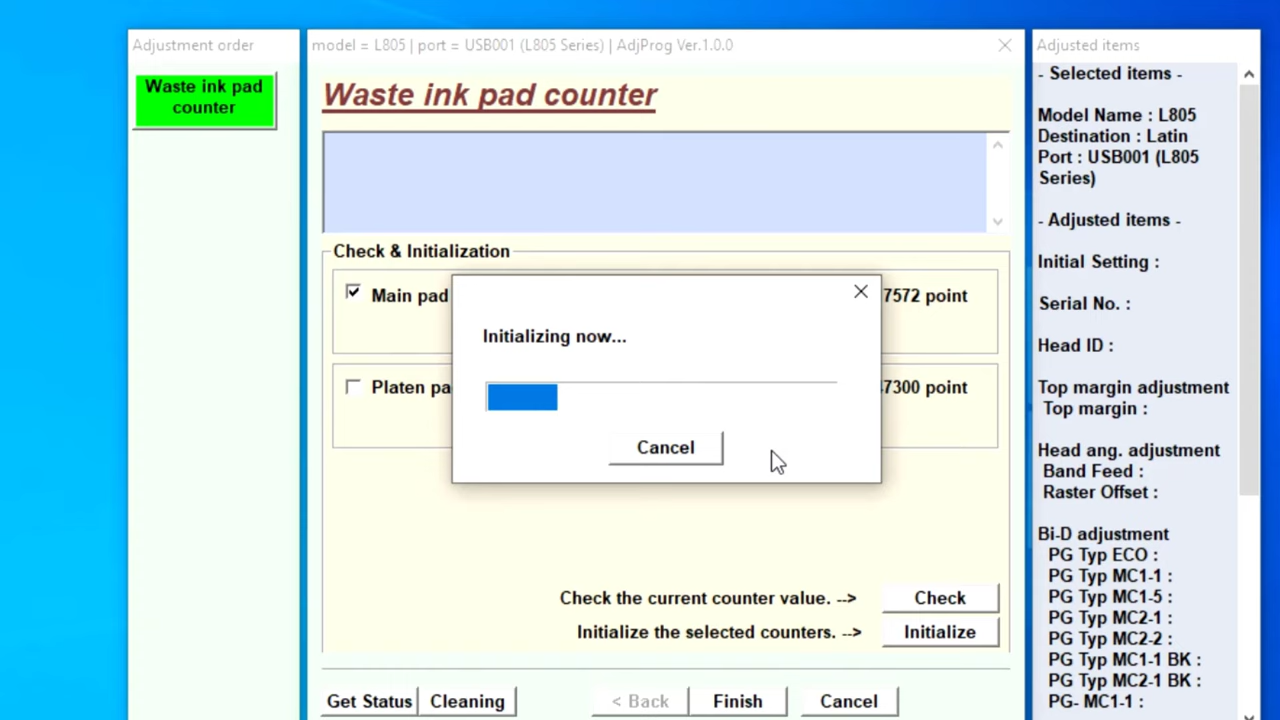 Adjustment order
Waste ink pad
counter
model = L805 | port = USB001 (L805 Series) | AdjProg Ver.1.0.0
Waste ink pad counter
Check & Initialization
Main pad
7572 point
Platen pa
7300 point
Initializing now...
Cancel
Check the current counter value. -->
Check
Initialize the selected counters. -->
Initialize
Get Status
Cleaning
< Back
Finish
Cancel
Adjusted items
- Selected items -
Model Name : L805
Destination : Latin
Port : USB001 (L805
Series)
- Adjusted items -
Initial Setting :
Serial No. :
Head ID :
Top margin adjustment
Top margin :
Head ang. adjustment
Band Feed :
Raster Offset :
Bi-D adjustment
PG Typ ECO :
PG Typ MC1-1 :
PG Typ MC1-5 :
PG Typ MC2-1 :
PG Typ MC2-2 :
PG Typ MC1-1 BK :
PG Typ MC2-1 BK :
PG- MC1-1 :